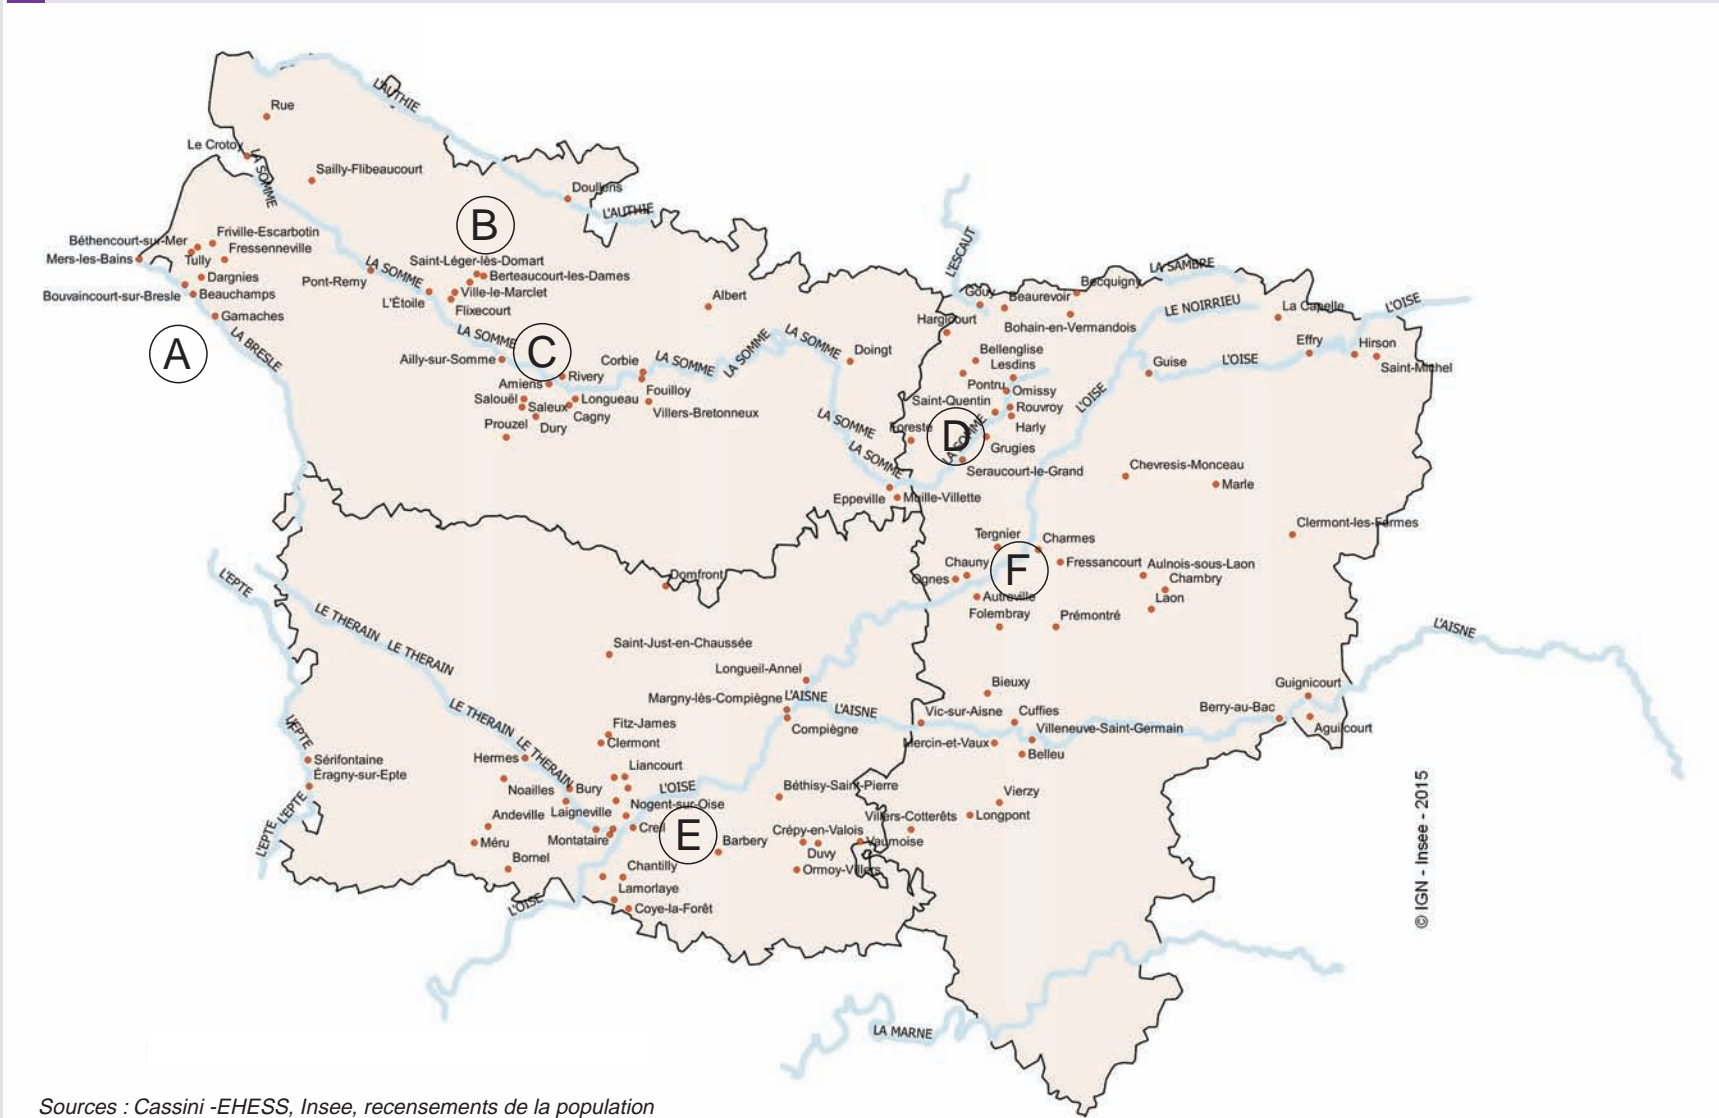 L'AUTHIE
Rue
Le Crotoy
LA SOMME
Sailly-Flibeaucourt
Doullens
L'AUTHIE
B
L'ESCAUT
Béthencourt-sur-Mer
Friville-Escarbotin
Fressenneville
Mers-les-Bains
Tully
Dargnies
Bouvaincourt-sur-Bresle
Beauchamps
Gamaches
A
LA BRESLE
Pont-Remy
LA SOMME
Saint-Léger-lès-Domart
Berteaucourt-les-Dames
Ville-le-Marclet
L'Étoile
Flixecourt
LA SOMME
C
Ailly-sur-Somme
Albert
Corbie
LA SOMME
LA SOMME
LA SOMME
Doingt
Rivery
Amiens
Fouilloy
Salouël
Saleux
Longueau
Cagny
Villers-Bretonneux
Prouzel
Dury
LA SOMME
LA SOMME
Eppeville
Muille-Villette
LA SAMBRE
Gouy
Beaurevoir
Becquigny
LE NOIRRIEU
La Capelle
L'OISE
Hargicourt
Bohain-en-Vermandois
Bellenglise
Lesdins
Guise
L'OISE
Effry
Hirson
Saint-Michel
Pontru
Omissy
Saint-Quentin
Rouvroy
L'OISE
Foreste
D
LA SOMME
Harly
Grugies
Seraucourt-le-Grand
Chevresis-Monceau
Marle
Clermont-les-Fermes
Tergnier
Charmes
Chauny
F
Fressancourt
Aulnois-sous-Laon
Ognes
Chambry
Autreville
Laon
Folembray
Prémontré
L'AISNE
Domfront
L'EPTE
LE THERAIN
LE THERAIN
Saint-Just-en-Chaussée
Longueil-Annel
Margny-lès-Compiègne
L'AISNE
L'AISNE
Compiègne
Bieuxy
Vic-sur-Aisne
Cuffies
Villeneuve-Saint-Germain
Mercin-et-Vaux
Belleu
Guignicourt
Berry-au-Bac
Aguilcourt
LE THERAIN
LE THERAIN
Fitz-James
Clermont
Hermes
Liancourt
L'EPTE
Sérifontaine
Éragny-sur-Epte
L'EPTE
L'EPTE
Noailles
Bury
L'OISE
Béthisy-Saint-Pierre
Andeville
Laigneville
Nogent-sur-Oise
Méru
Montataire
Creil
E
Barbery
Crépy-en-Valois
Duvy
Vaumoise
Ormoy-Villers
Villers-Cotterêts
Longpont
Vierzy
Bornel
Chantilly
Lamorlaye
Coye-la-Forêt
L'OISE
LA MARNE
© IGN - Insee - 2015
Sources : Cassini -EHESS, Insee, recensements de la population